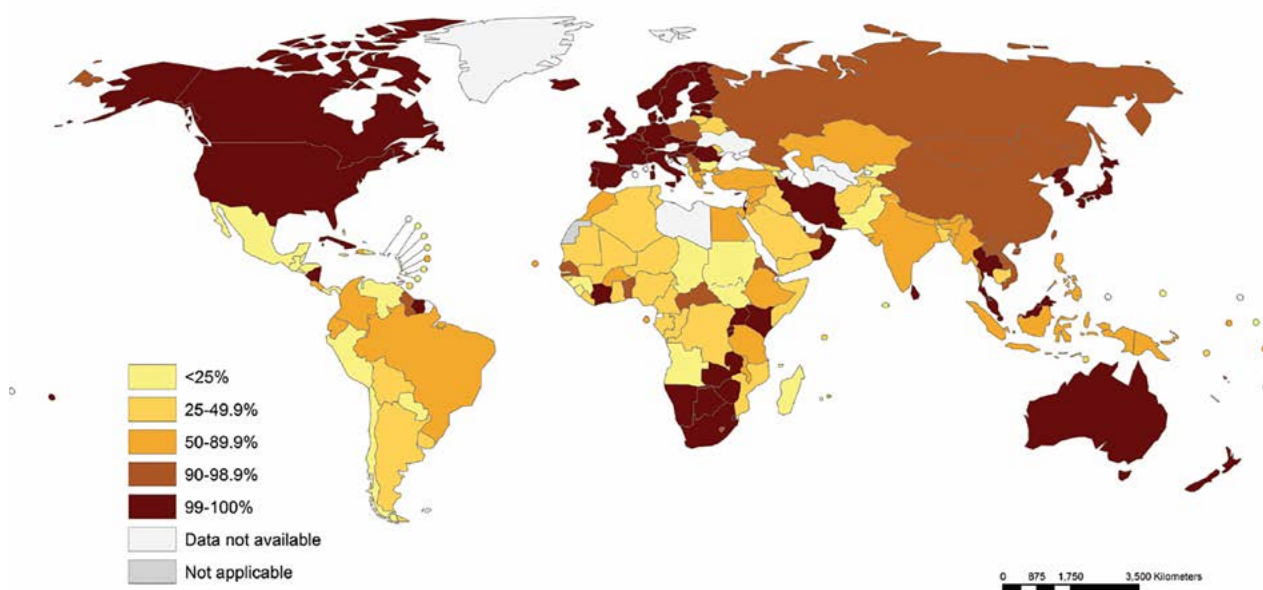 <25%
25-49.9%
50-89.9%
90-98.9%
99-100%
Data not available
Not applicable
0 875 1,750 3,500 Kilometers